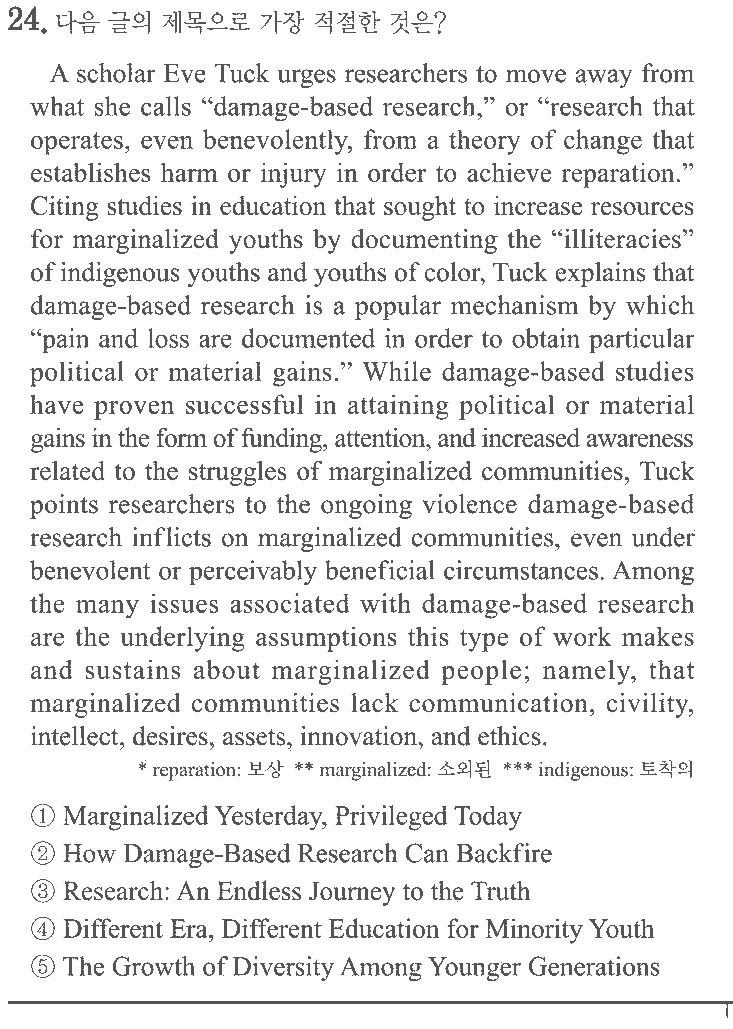 24. 다음 글의 제목으로 가장 적절한 것은?
A scholar Eve Tuck urges researchers to move away from
what she calls “damage-based research,” or “research that
operates, even benevolently, from a theory of change that
establishes harm or injury in order to achieve reparation.”
Citing studies in education that sought to increase resources
for marginalized youths by documenting the “illiteracies”
of indigenous youths and youths of color, Tuck explains that
damage-based research is a popular mechanism by which
“pain and loss are documented in order to obtain particular
political or material gains.” While damage-based studies
have proven successful in attaining political or material
gains in the form of funding, attention, and increased awareness
related to the struggles of marginalized communities, Tuck
points researchers to the ongoing violence damage-based
research inflicts on marginalized communities, even under
benevolent or perceivably beneficial circumstances. Among
the many issues associated with damage-based research
are the underlying assumptions this type of work makes
and sustains about marginalized people; namely, that
marginalized communities lack communication, civility,
intellect, desires, assets, innovation, and ethics.
* reparation: 보상 ** marginalized: 소외된 *** indigenous: 토착의
① Marginalized Yesterday, Privileged Today
② How Damage-Based Research Can Backfire
③ Research: An Endless Journey to the Truth
④ Different Era, Different Education for Minority Youth
⑤ The Growth of Diversity Among Younger Generations